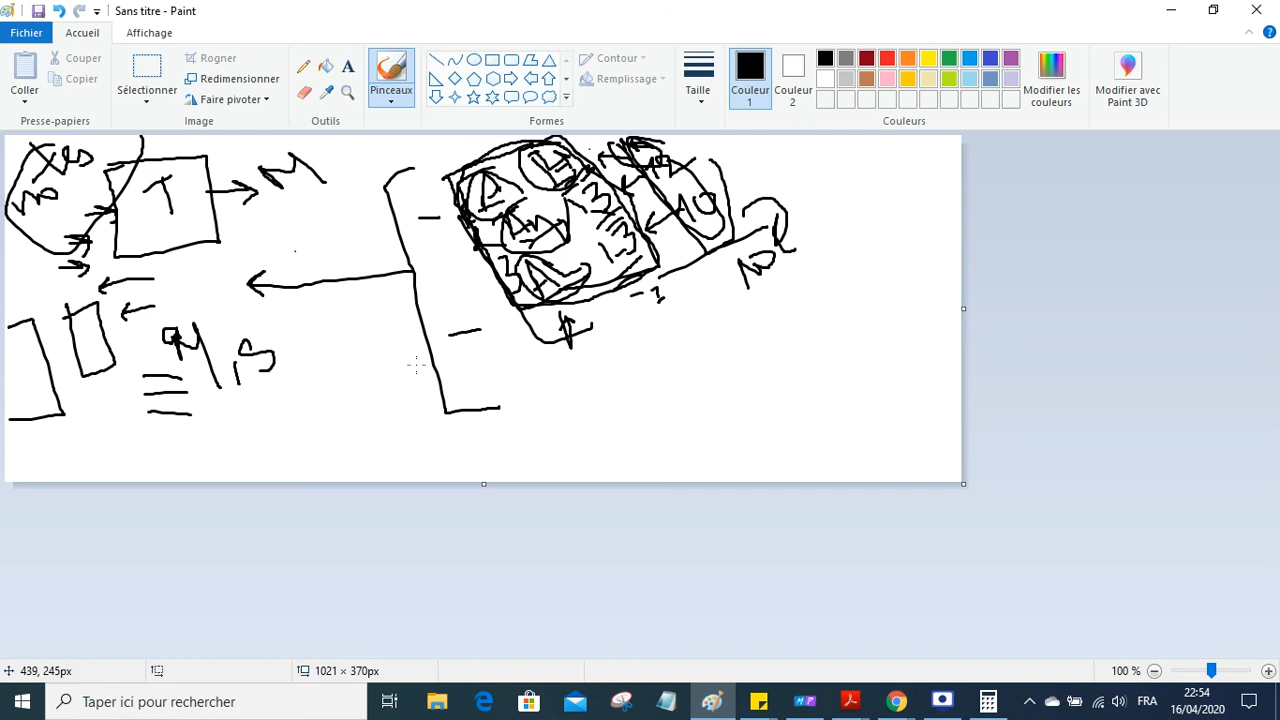 Sans titre - Paint
Fichier Accueil Affichage
Coller
Couper
Copier
Presse-papiers
Sélectionner
Rogner
Redimensionner
Faire pivoter
Image
A
Outils
Pinceaux
Contour
Remplissage
Formes
Taille
Couleur 1
Couleur 2
Modifier les couleurs
Couleurs
Modifier avec Paint 3D
T
10
439, 245px
1021 × 370px
100 %
Taper ici pour rechercher
FRA
22:54
16/04/2020